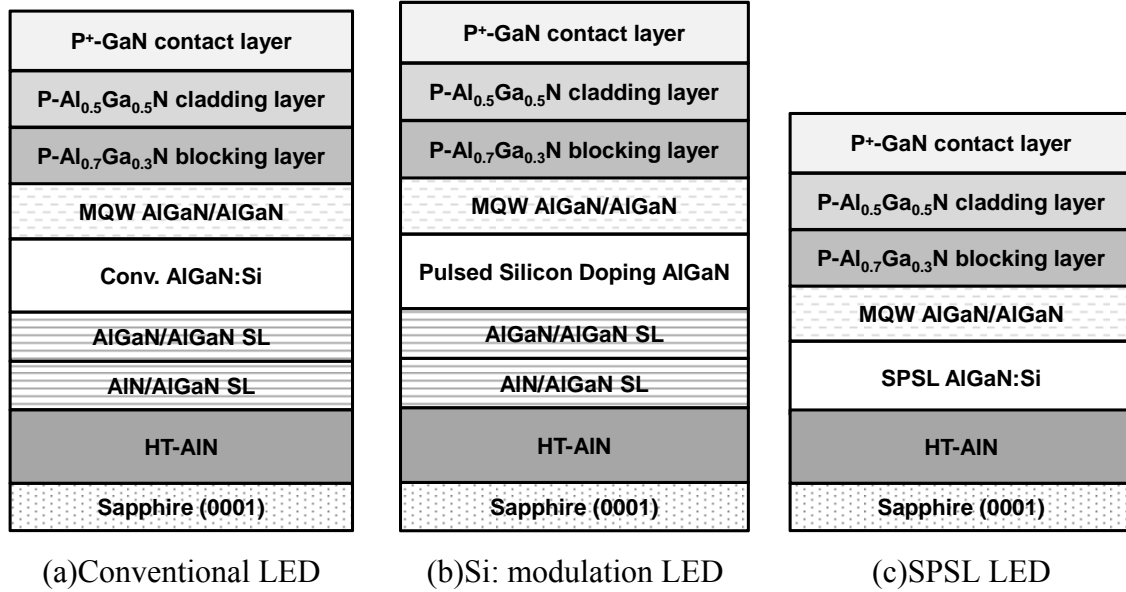 P⁺-GaN contact layer
P-Al₀.₅Ga₀.₅N cladding layer
P-Al₀.₇Ga₀.₃N blocking layer
MQW AlGaN/AlGaN
Conv. AlGaN:Si
AlGaN/AlGaN SL
AlN/AlGaN SL
HT-AlN
Sapphire (0001)
(a)Conventional LED
P⁺-GaN contact layer
P-Al₀.₅Ga₀.₅N cladding layer
P-Al₀.₇Ga₀.₃N blocking layer
MQW AlGaN/AlGaN
Pulsed Silicon Doping AlGaN
AlGaN/AlGaN SL
AlN/AlGaN SL
HT-AlN
Sapphire (0001)
(b)Si: modulation LED
P⁺-GaN contact layer
P-Al₀.₅Ga₀.₅N cladding layer
P-Al₀.₇Ga₀.₃N blocking layer
MQW AlGaN/AlGaN
SPSL AlGaN:Si
HT-AlN
Sapphire (0001)
(c)SPSL LED